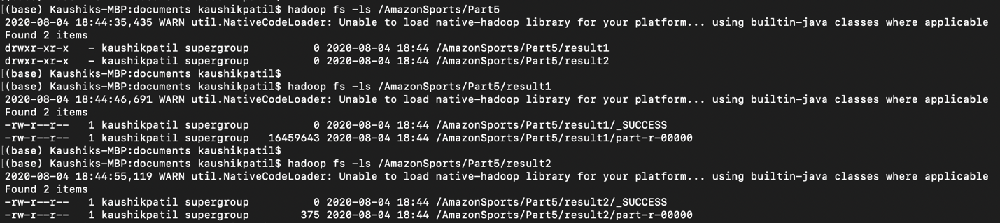 [(base) Kaushiks-MBP:documents kaushikpatil$ hadoop fs -ls /AmazonSports/Part5
2020-08-04 18:44:35,435 WARN util.NativeCodeLoader: Unable to load native-hadoop library for your platform... using builtin-java classes where applicable
Found 2 items
drwxr-xr-x   - kaushikpatil supergroup          0 2020-08-04 18:44 /AmazonSports/Part5/result1
drwxr-xr-x   - kaushikpatil supergroup          0 2020-08-04 18:44 /AmazonSports/Part5/result2
[(base) Kaushiks-MBP:documents kaushikpatil$
[(base) Kaushiks-MBP:documents kaushikpatil$ hadoop fs -ls /AmazonSports/Part5/result1
2020-08-04 18:44:46,691 WARN util.NativeCodeLoader: Unable to load native-hadoop library for your platform... using builtin-java classes where applicable
Found 2 items
-rw-r--r--   1 kaushikpatil supergroup          0 2020-08-04 18:44 /AmazonSports/Part5/result1/_SUCCESS
-rw-r--r--   1 kaushikpatil supergroup   16459643 2020-08-04 18:44 /AmazonSports/Part5/result1/part-r-00000
[(base) Kaushiks-MBP:documents kaushikpatil$
[(base) Kaushiks-MBP:documents kaushikpatil$ hadoop fs -ls /AmazonSports/Part5/result2
2020-08-04 18:44:55,119 WARN util.NativeCodeLoader: Unable to load native-hadoop library for your platform... using builtin-java classes where applicable
Found 2 items
-rw-r--r--   1 kaushikpatil supergroup          0 2020-08-04 18:44 /AmazonSports/Part5/result2/_SUCCESS
-rw-r--r--   1 kaushikpatil supergroup        375 2020-08-04 18:44 /AmazonSports/Part5/result2/part-r-00000